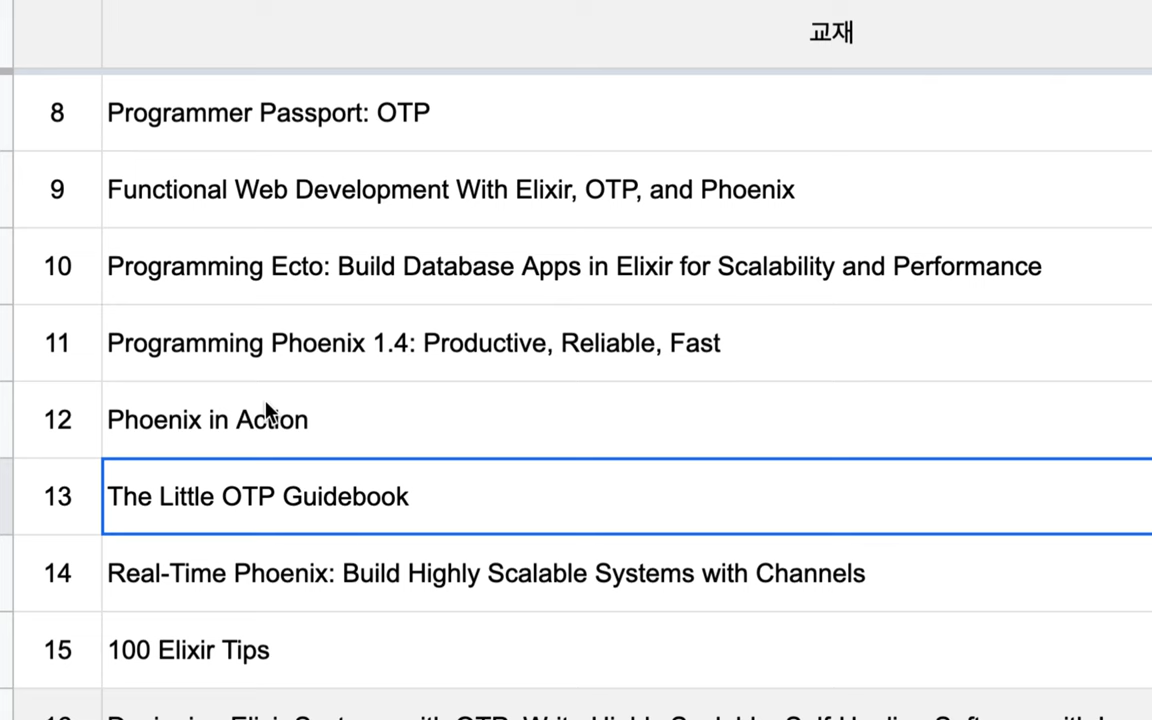 교재
8 Programmer Passport: OTP
9 Functional Web Development With Elixir, OTP, and Phoenix
10 Programming Ecto: Build Database Apps in Elixir for Scalability and Performance
11 Programming Phoenix 1.4: Productive, Reliable, Fast
12 Phoenix in Action
13 The Little OTP Guidebook
14 Real-Time Phoenix: Build Highly Scalable Systems with Channels
15 100 Elixir Tips